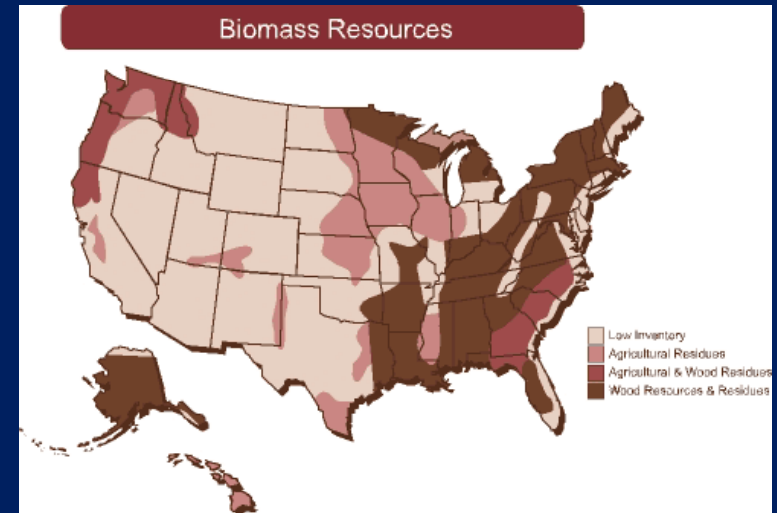 Biomass Resources
Low Inventory
Agricultural Residues
Agricultural & Wood Residues
Wood Resources & Residues